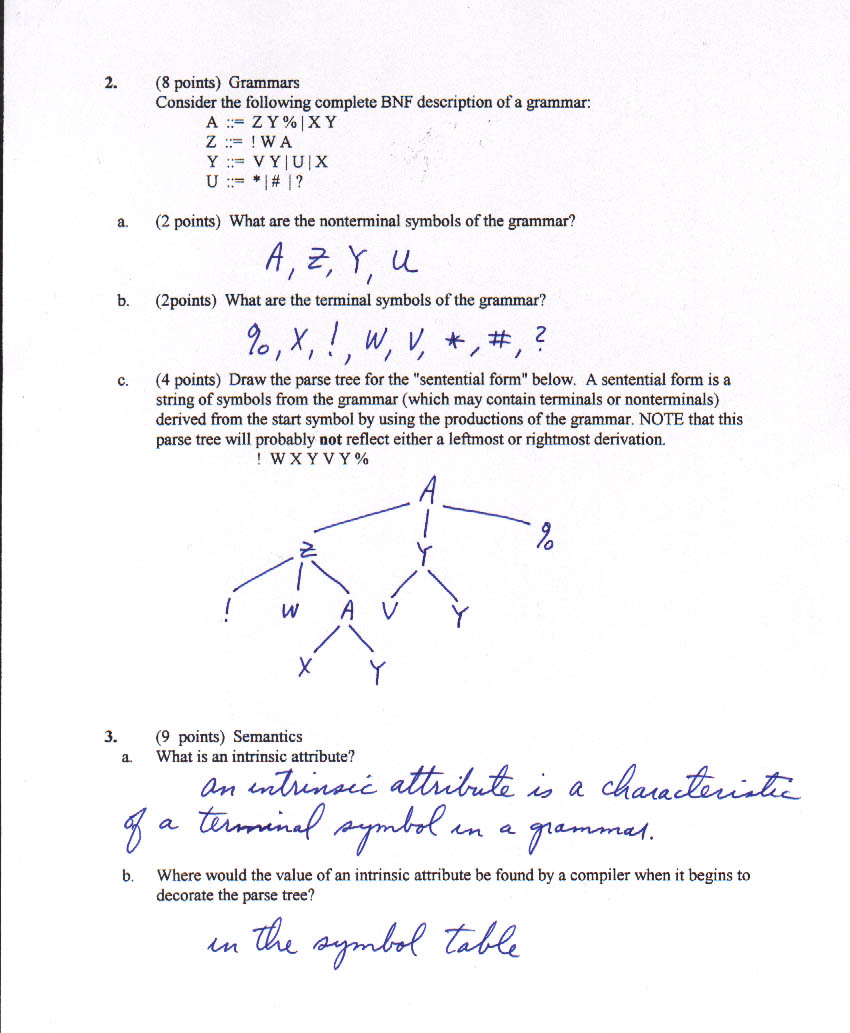 2. (8 points) Grammars
Consider the following complete BNF description of a grammar:
A ::= Z Y % | X Y
Z ::= ! W A
Y ::= V Y | U | X
U ::= * | # | ?
a. (2 points) What are the nonterminal symbols of the grammar?
A, Z, Y, U
b. (2points) What are the terminal symbols of the grammar?
%, X, !, W, V, *, #, ?
c. (4 points) Draw the parse tree for the "sentential form" below. A sentential form is a
string of symbols from the grammar (which may contain terminals or nonterminals)
derived from the start symbol by using the productions of the grammar. NOTE that this
parse tree will probably not reflect either a leftmost or rightmost derivation.
! W X Y V Y %
A
Z Y %
! W A V Y
X Y
3. (9 points) Semantics
a. What is an intrinsic attribute?
An intrinsic attribute is a characteristic
of a terminal symbol in a grammar.
b. Where would the value of an intrinsic attribute be found by a compiler when it begins to
decorate the parse tree?
in the symbol table